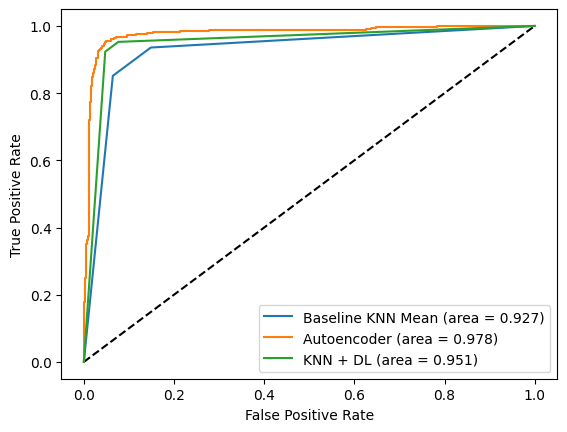 1.0
0.8
0.6
0.4
0.2
0.0
True Positive Rate
Baseline KNN Mean (area = 0.927)
Autoencoder (area = 0.978)
KNN + DL (area = 0.951)
0.0 0.2 0.4 0.6 0.8 1.0
False Positive Rate